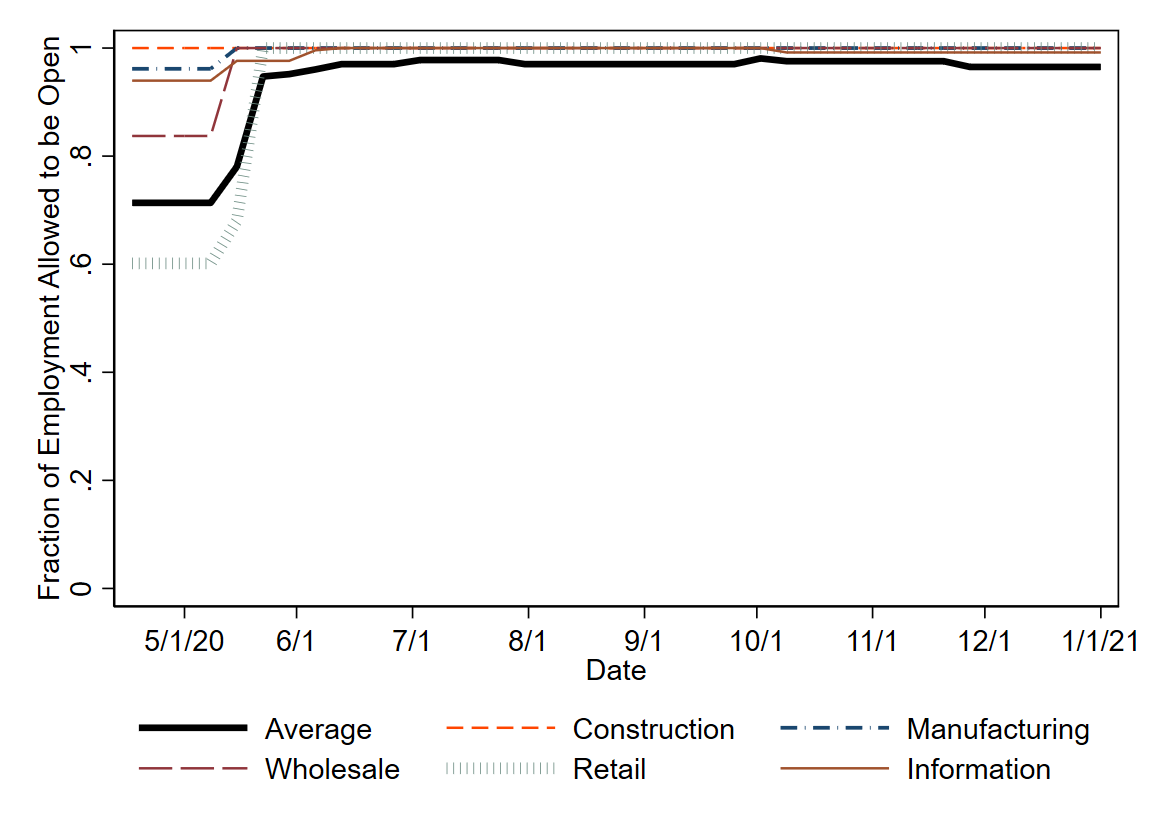 Fraction of Employment Allowed to be Open
1
.8
.6
.4
.2
0
5/1/20 6/1 7/1 8/1 9/1 10/1 11/1 12/1 1/1/21
Date
Average Construction Manufacturing
Wholesale Retail Information